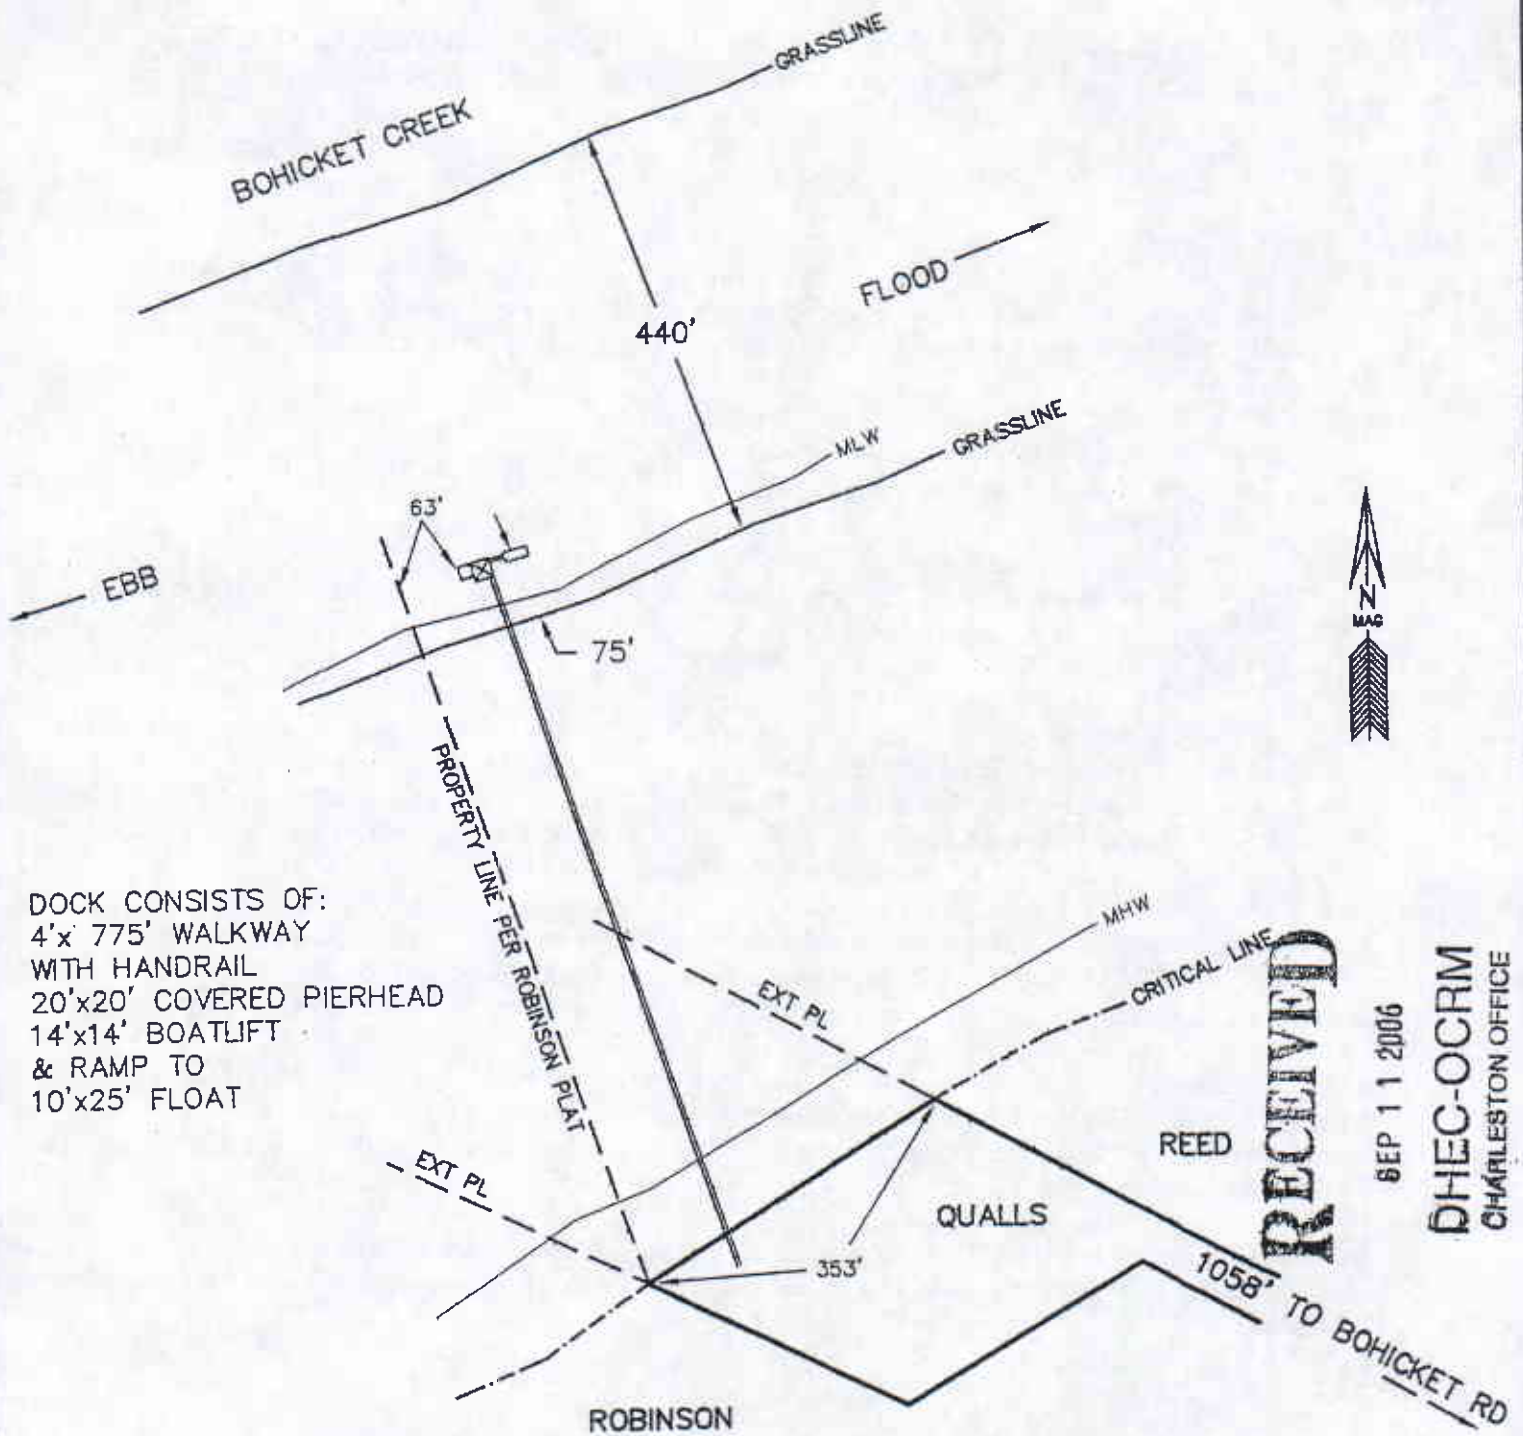 GRASSLINE
BOHICKET CREEK
FLOOD
440'
MLW
GRASSLINE
63'
EBB
75'
N
MAG
PROPERTY LINE PER ROBINSON PLAT
DOCK CONSISTS OF:
4'x 775' WALKWAY
WITH HANDRAIL
20'x20' COVERED PIERHEAD
14'x14' BOATLIFT
& RAMP TO
10'x25' FLOAT
MHW
CRITICAL LINE
EXT PL
EXT PL
REED
QUALLS
353'
1058' TO BOHICKET RD
ROBINSON
RECEIVED
SEP 1 1 2006
DHEC-OCRM
CHARLESTON OFFICE